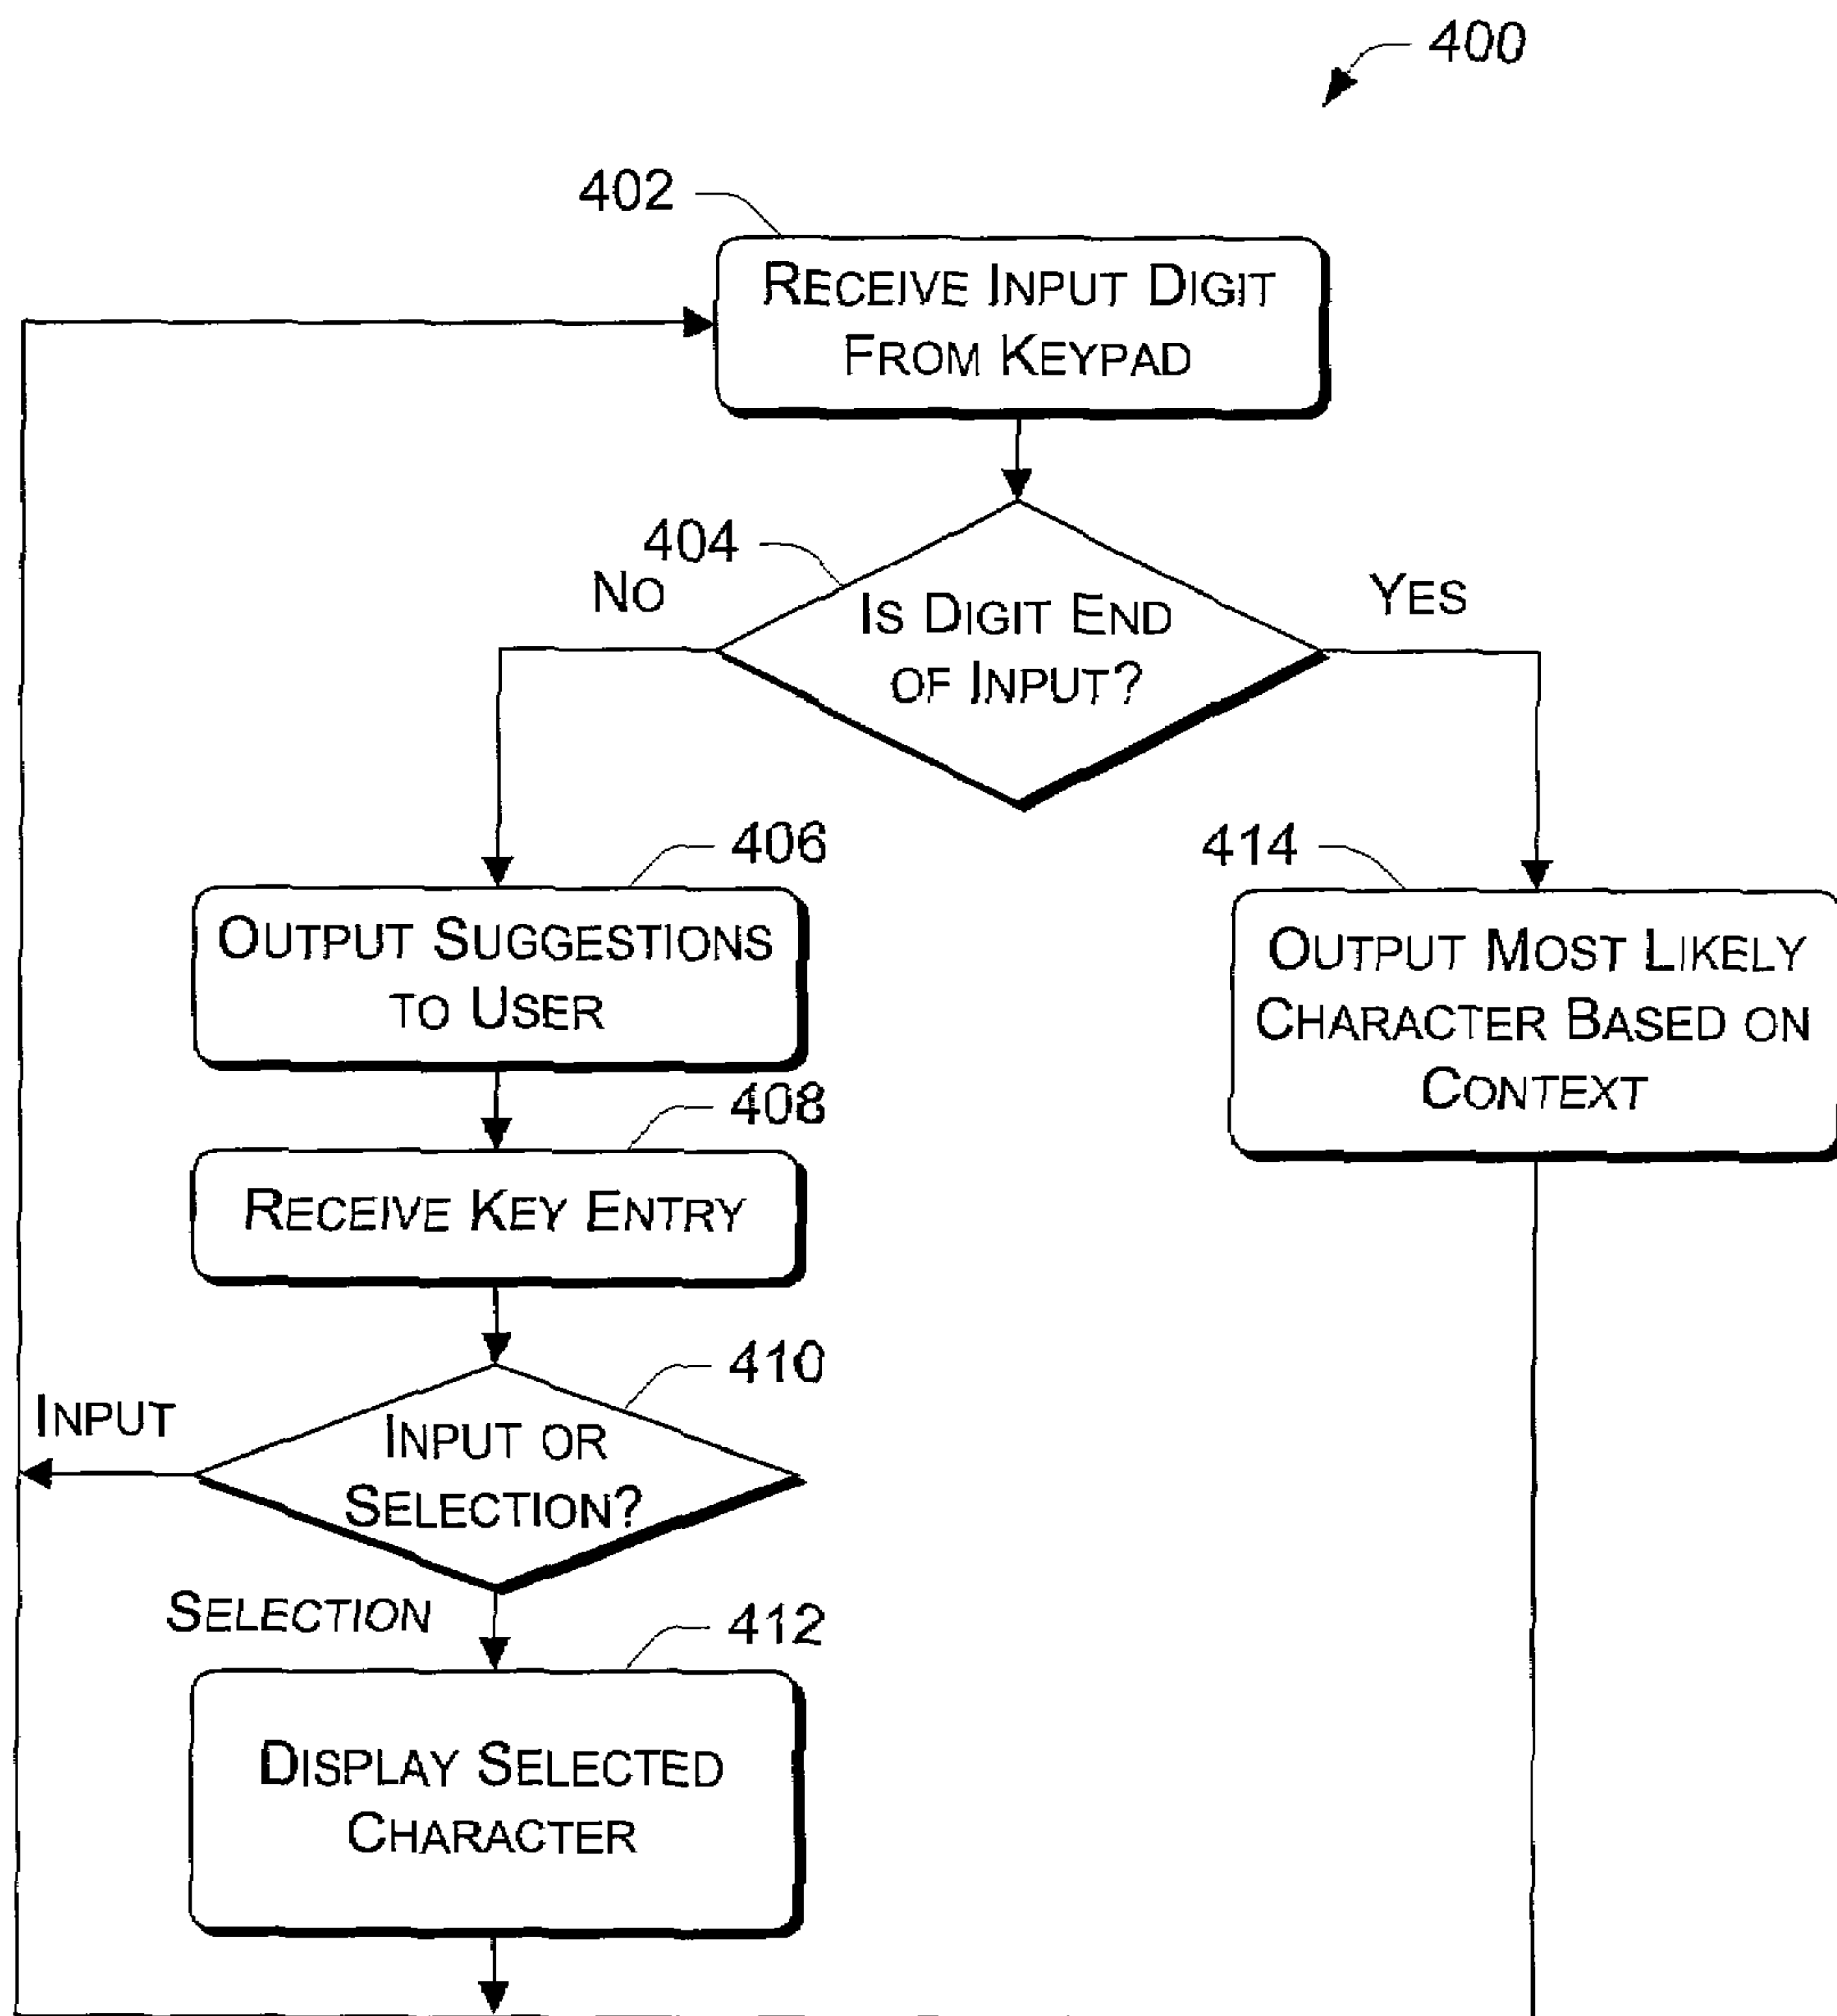 400
402
RECEIVE INPUT DIGIT
FROM KEYPAD
404
NO
YES
IS DIGIT END
OF INPUT?
406
414
OUTPUT SUGGESTIONS
TO USER
OUTPUT MOST LIKELY
CHARACTER BASED ON
CONTEXT
408
RECEIVE KEY ENTRY
410
INPUT
INPUT OR
SELECTION?
SELECTION
412
DISPLAY SELECTED
CHARACTER